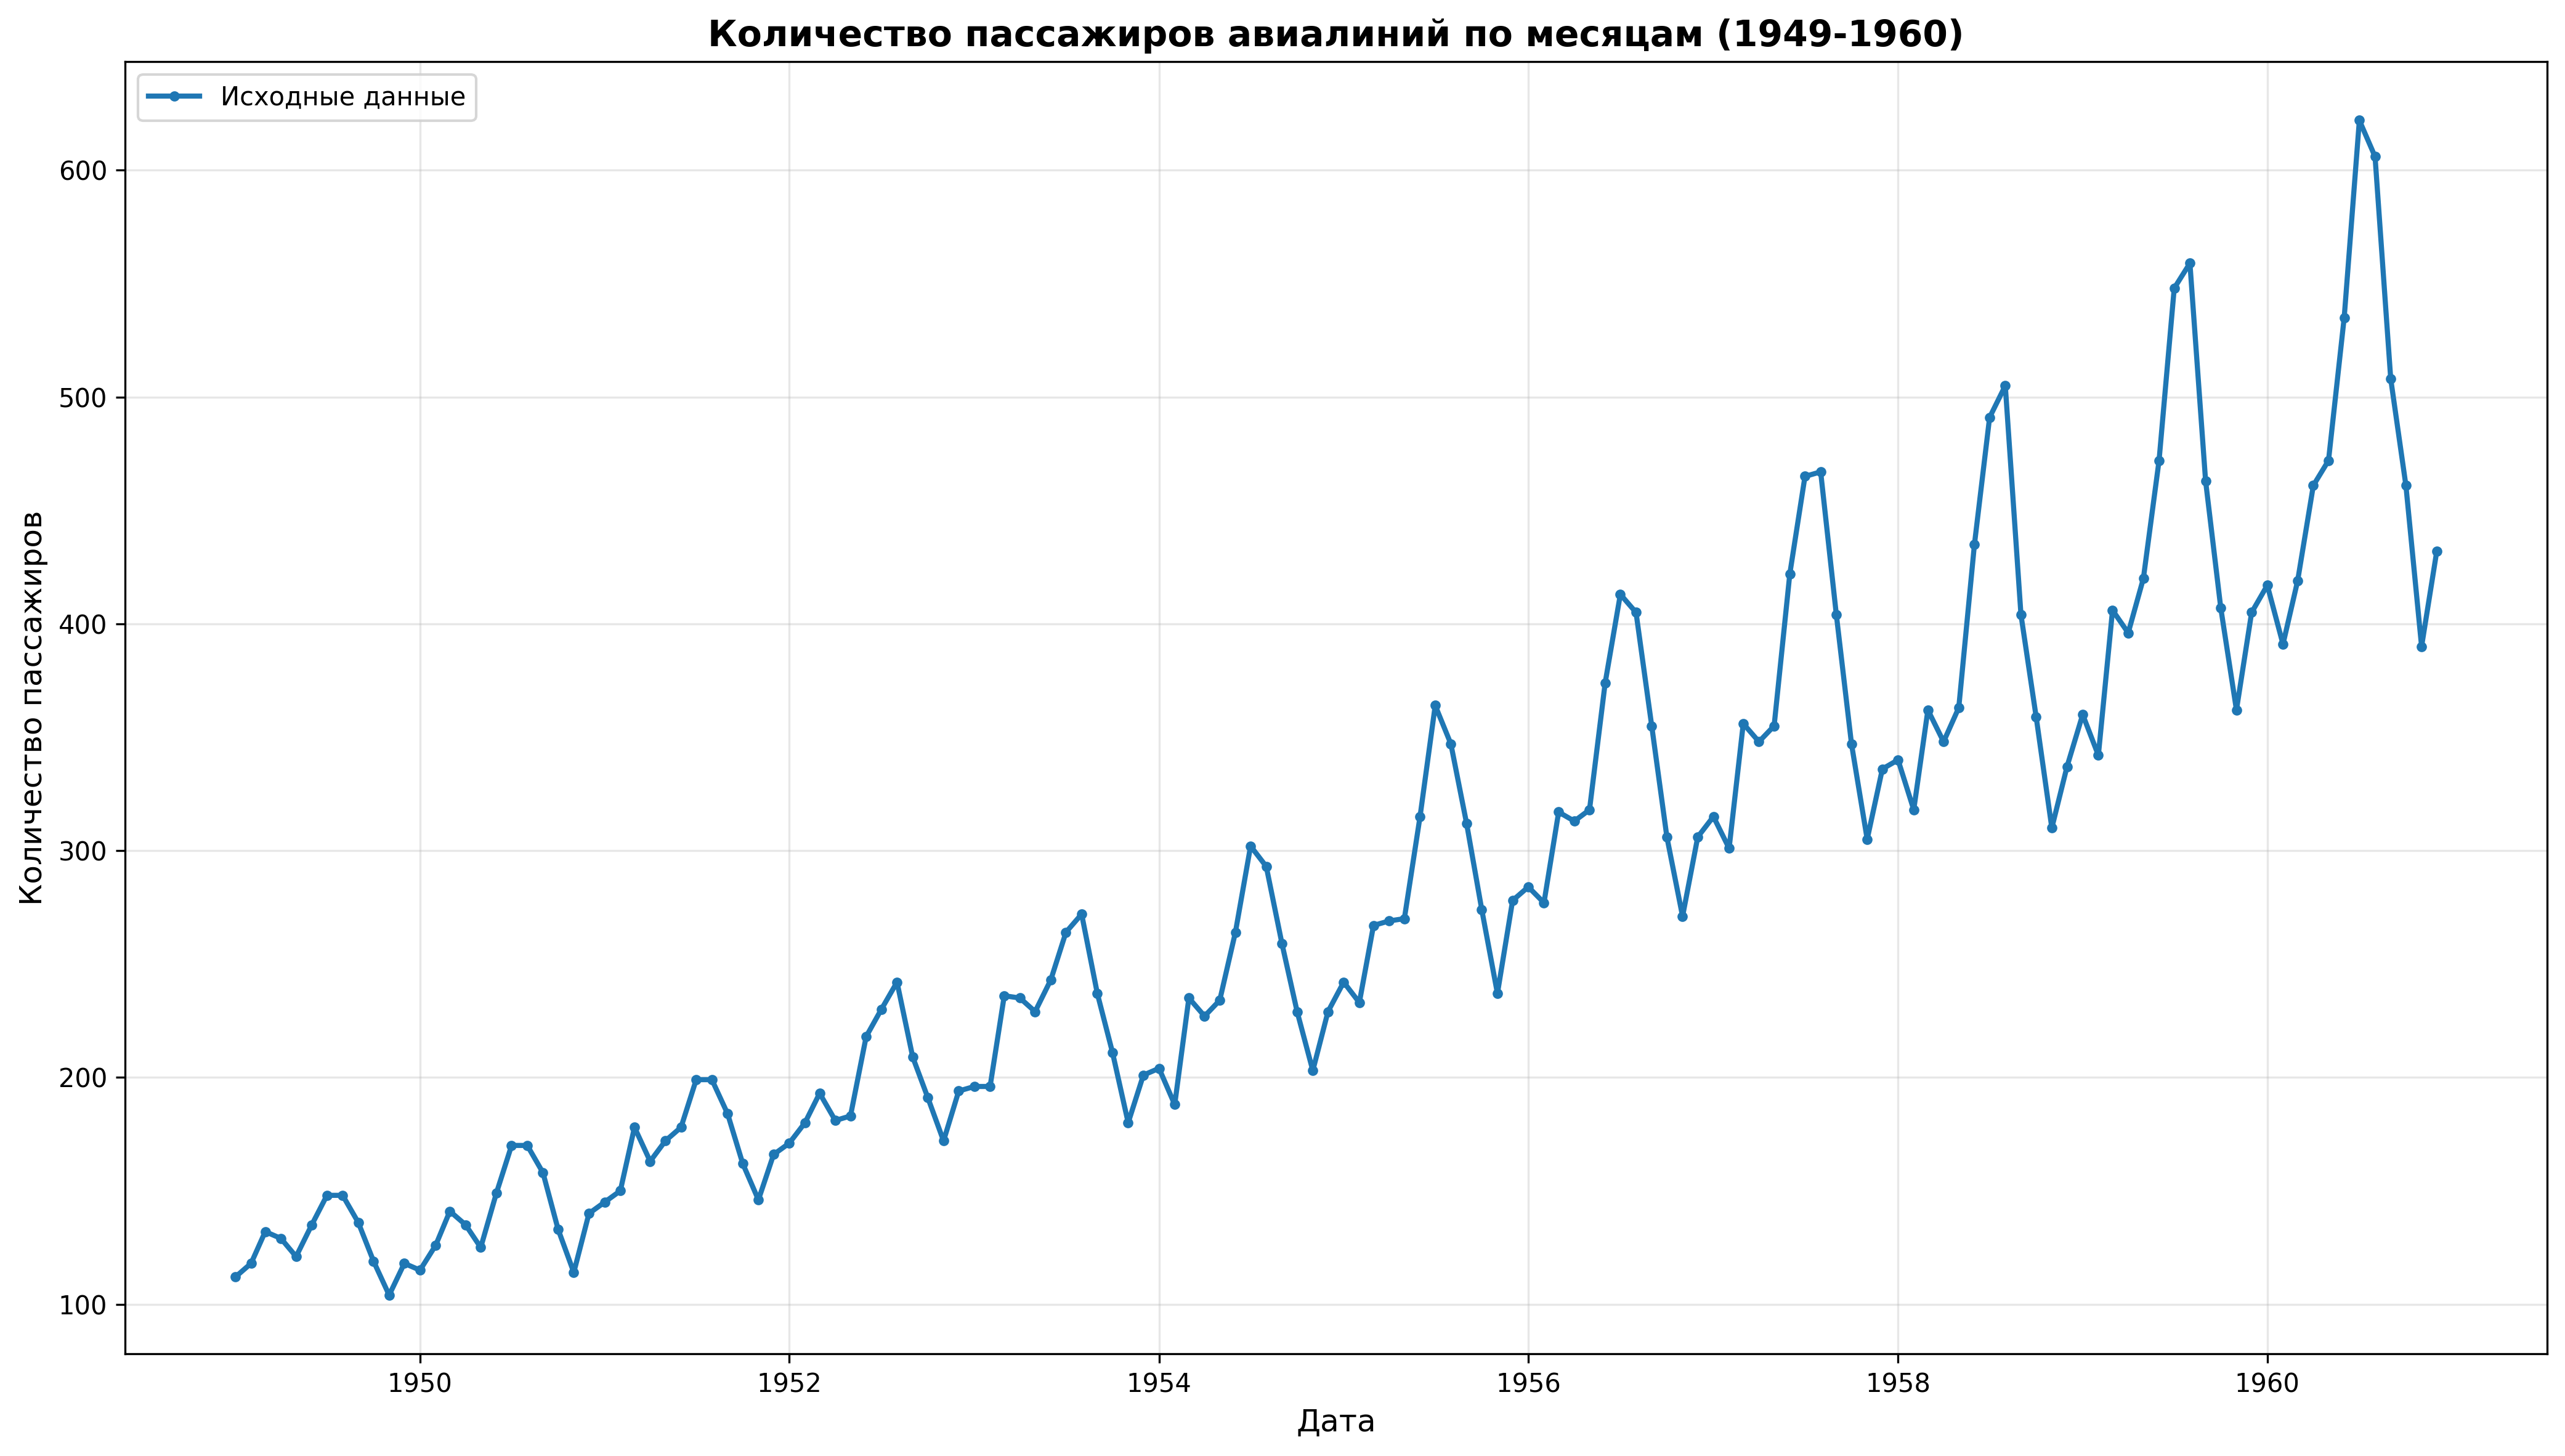 Количество пассажиров авиалиний по месяцам (1949-1960)
Исходные данные
Количество пассажиров
600
500
400
300
200
100
1950 1952 1954 1956 1958 1960
Дата